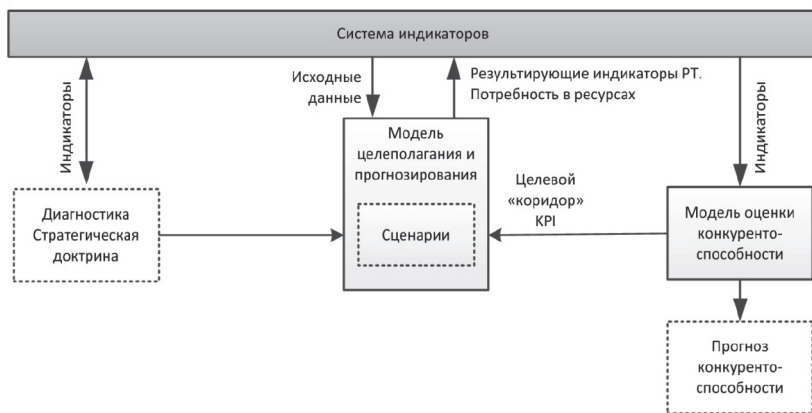 Система индикаторов
Индикаторы
Исходные
данные
Результирующие индикаторы РТ.
Потребность в ресурсах
Индикаторы
Модель
целеполагания и
прогнозирования
Сценарии
Диагностика
Стратегическая
доктрина
Целевой
«коридор»
KPI
Модель оценки
конкуренто-
способности
Прогноз
конкуренто-
способности